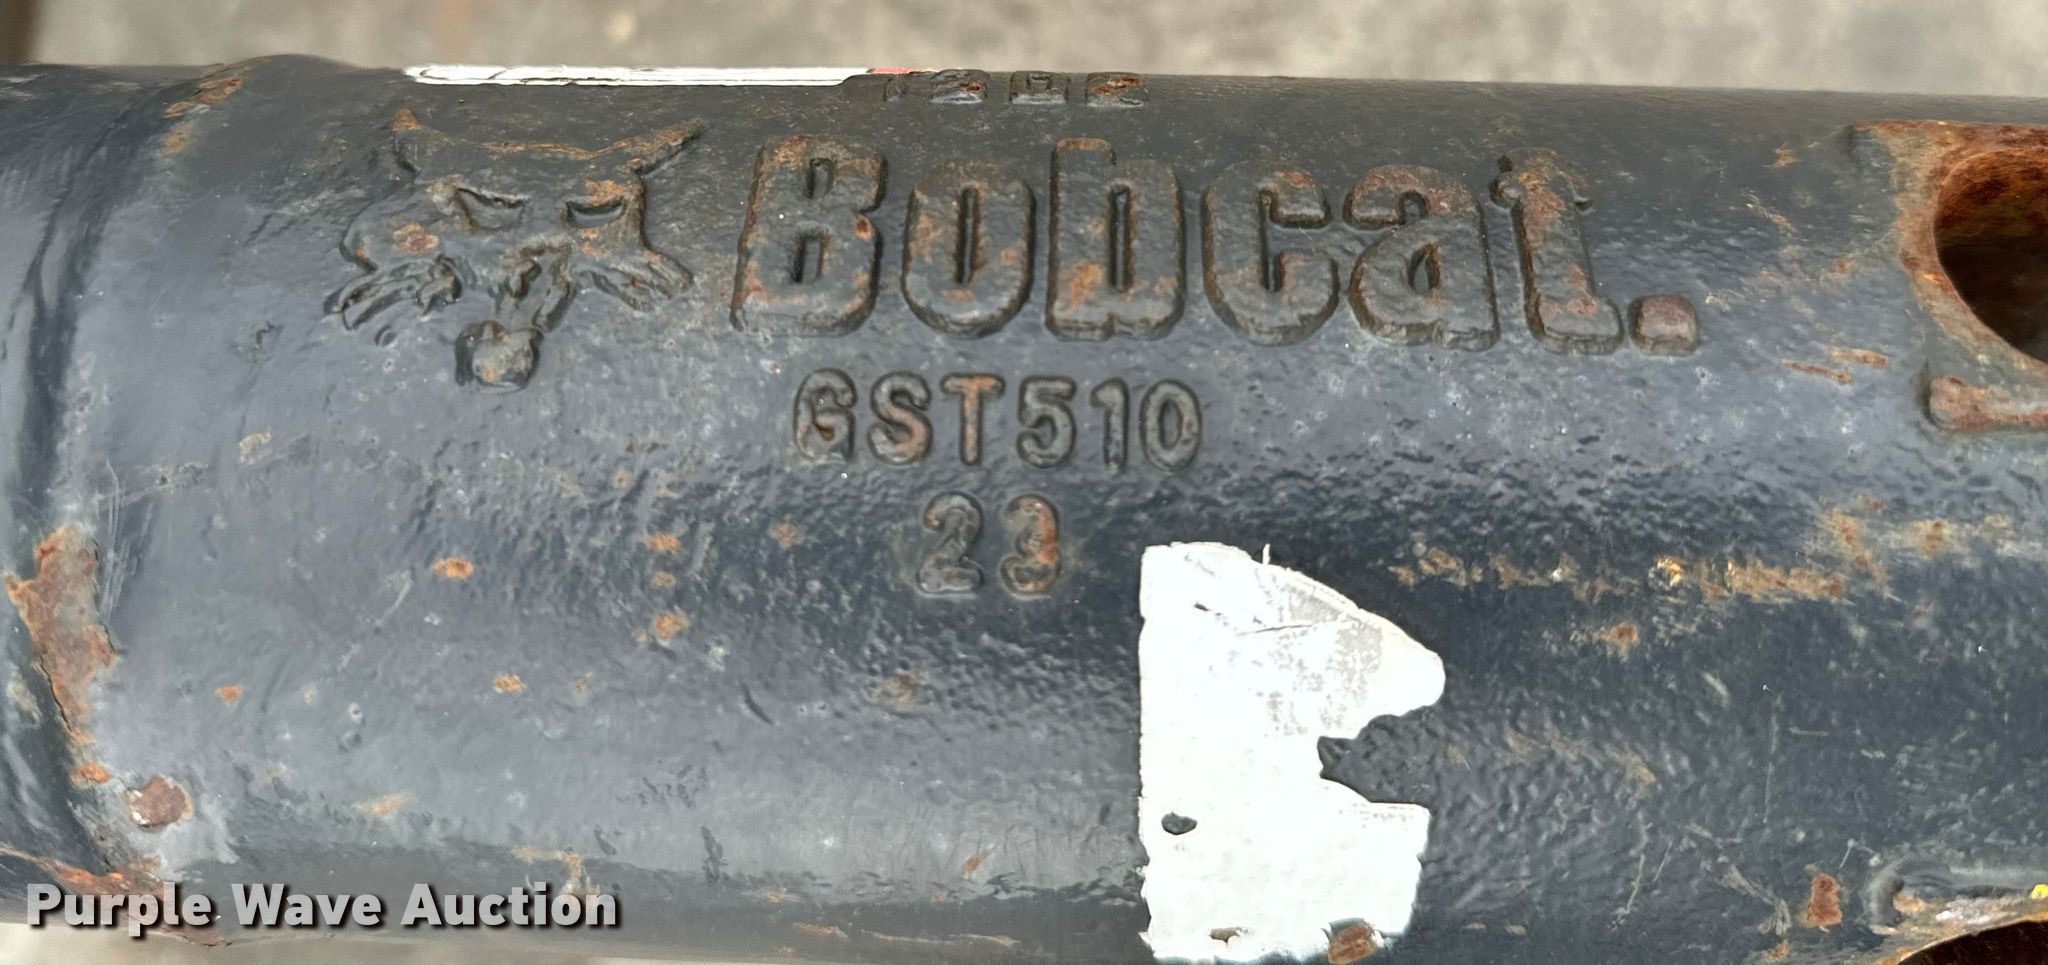 Bobcat.
GST510
23
Purple Wave Auction